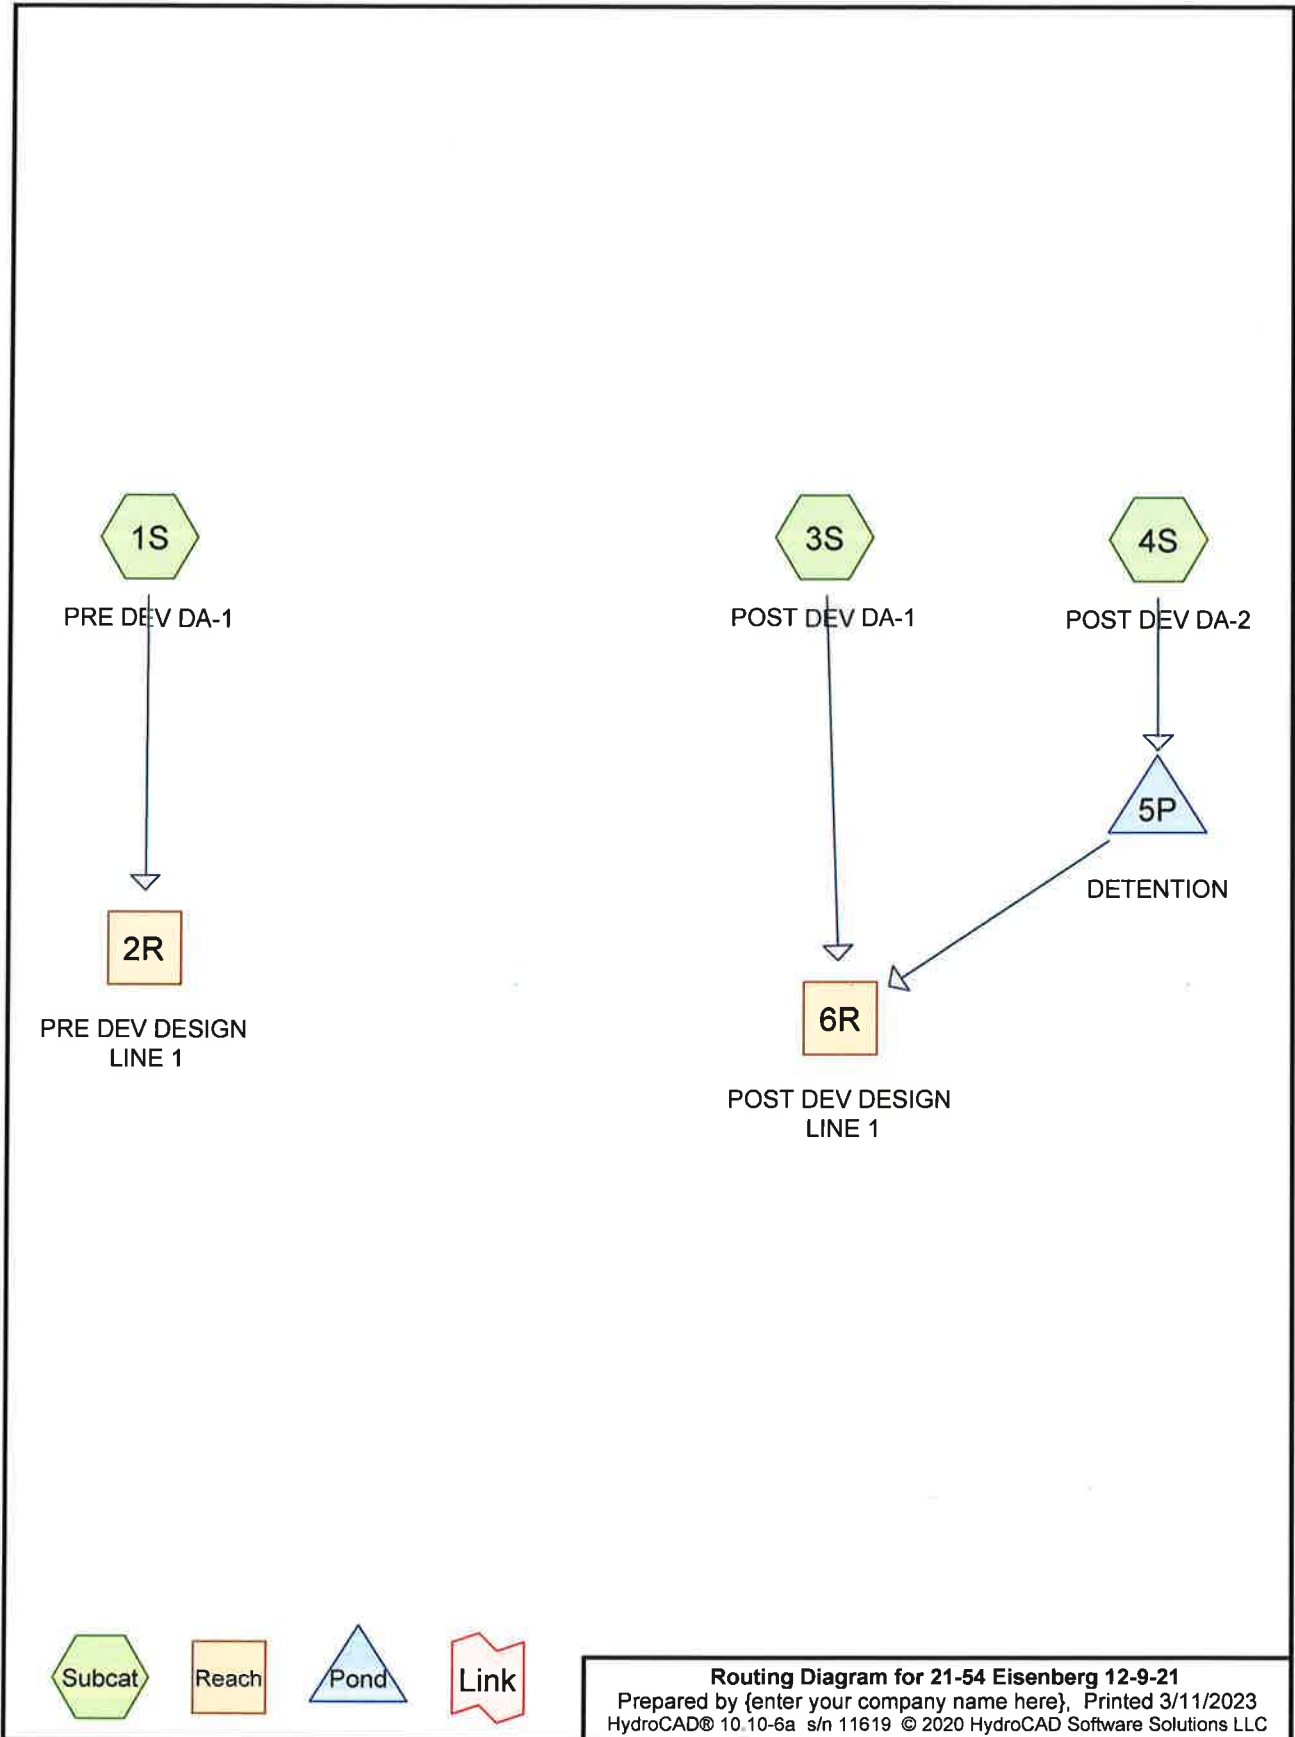 1S
PRE DEV DA-1
3S
POST DEV DA-1
4S
POST DEV DA-2
5P
DETENTION
2R
PRE DEV DESIGN
LINE 1
6R
POST DEV DESIGN
LINE 1
Subcat
Reach
Pond
Link
Routing Diagram for 21-54 Eisenberg 12-9-21
Prepared by {enter your company name here}, Printed 3/11/2023
HydroCAD® 10.10-6a s/n 11619 © 2020 HydroCAD Software Solutions LLC